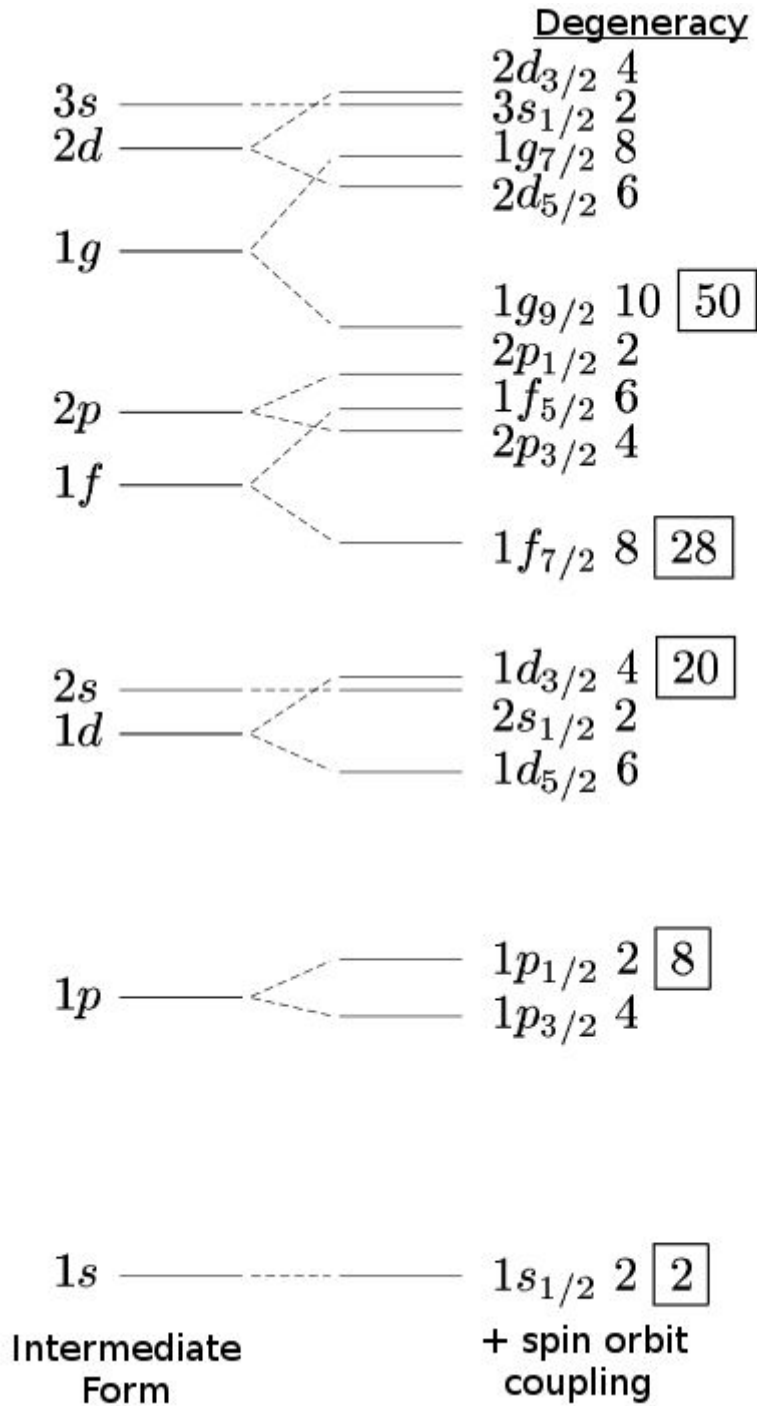 Degeneracy
2d3/2 4
3s
3s1/2 2
2d
1g7/2 8
2d5/2 6
1g
1g9/2 10 50
2p1/2 2
2p
1f5/2 6
2p3/2 4
1f
1f7/2 8 28
1d3/2 4 20
2s
2s1/2 2
1d
1d5/2 6
1p1/2 2 8
1p
1p3/2 4
1s
1s1/2 2 2
Intermediate
Form
+ spin orbit
coupling